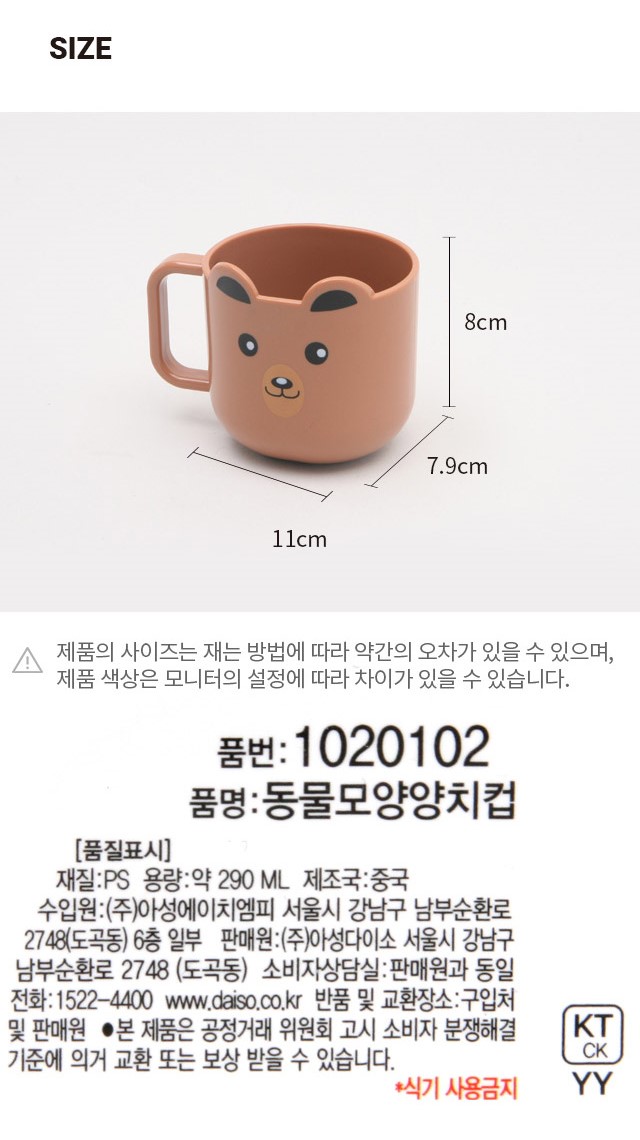 SIZE
8cm
7.9cm
11cm
제품의 사이즈는 재는 방법에 따라 약간의 오차가 있을 수 있으며,
제품 색상은 모니터의 설정에 따라 차이가 있을 수 있습니다.
품번:1020102
품명:동물모양양치컵
[품질표시]
재질:PS 용량:약 290 ML 제조국:중국
수입원:(주)아성에이치엠피 서울시 강남구 남부순환로
2748(도곡동) 6층 일부 판매원:(주)아성다이소 서울시 강남구
남부순환로 2748 (도곡동) 소비자상담실:판매원과 동일
전화:1522-4400 www.daiso.co.kr 반품 및 교환장소:구입처
및 판매원 ●본 제품은 공정거래 위원회 고시 소비자 분쟁해결
기준에 의거 교환 또는 보상 받을 수 있습니다.
*식기 사용금지
KT
CK
YY